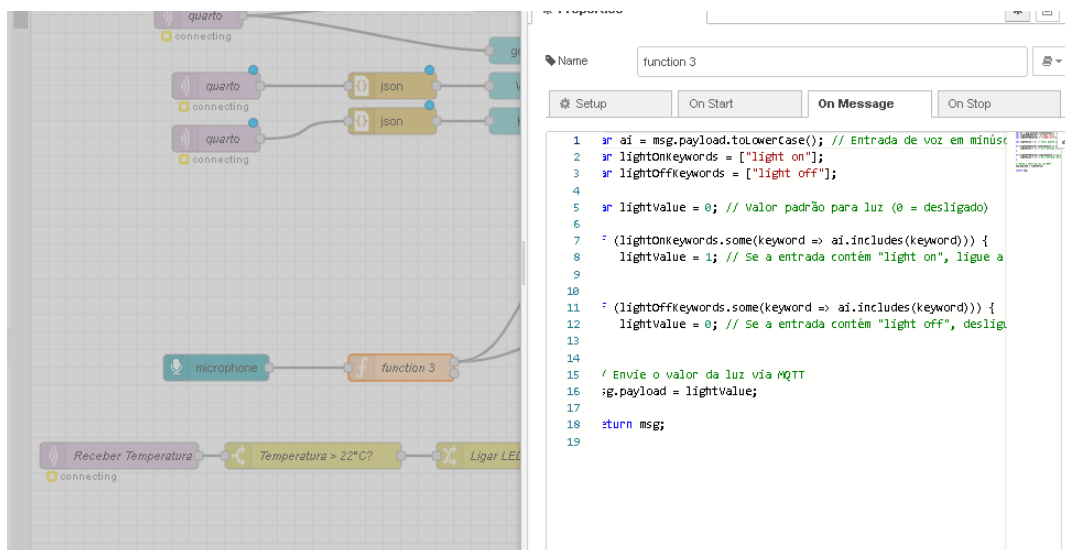 quarto
connecting
Properties
ge
Name
function 3
quarto
json
V
connecting
Setup
On Start
On Message
On Stop
quarto
json
H
connecting
1 ar ai = msg.payload.toLowerCase(); // Entrada de voz em minúsc
2 ar lightOnKeywords = ["light on"];
3 ar lightOffKeywords = ["light off"];
4
5 ar lightValue = 0; // Valor padrão para luz (0 = desligado)
6
7 f (lightOnKeywords.some(keyword => ai.includes(keyword))) {
8 lightValue = 1; // Se a entrada contém "light on", ligue a
9
10
11 f (lightOffKeywords.some(keyword => ai.includes(keyword))) {
12 lightValue = 0; // Se a entrada contém "light off", deslig
13
14
15 / Envie o valor da luz via MQTT
16 sg.payload = lightValue;
17
18 eturn msg;
19
microphone
function 3
Receber Temperatura
Temperatura > 22°C?
Ligar LED
connecting